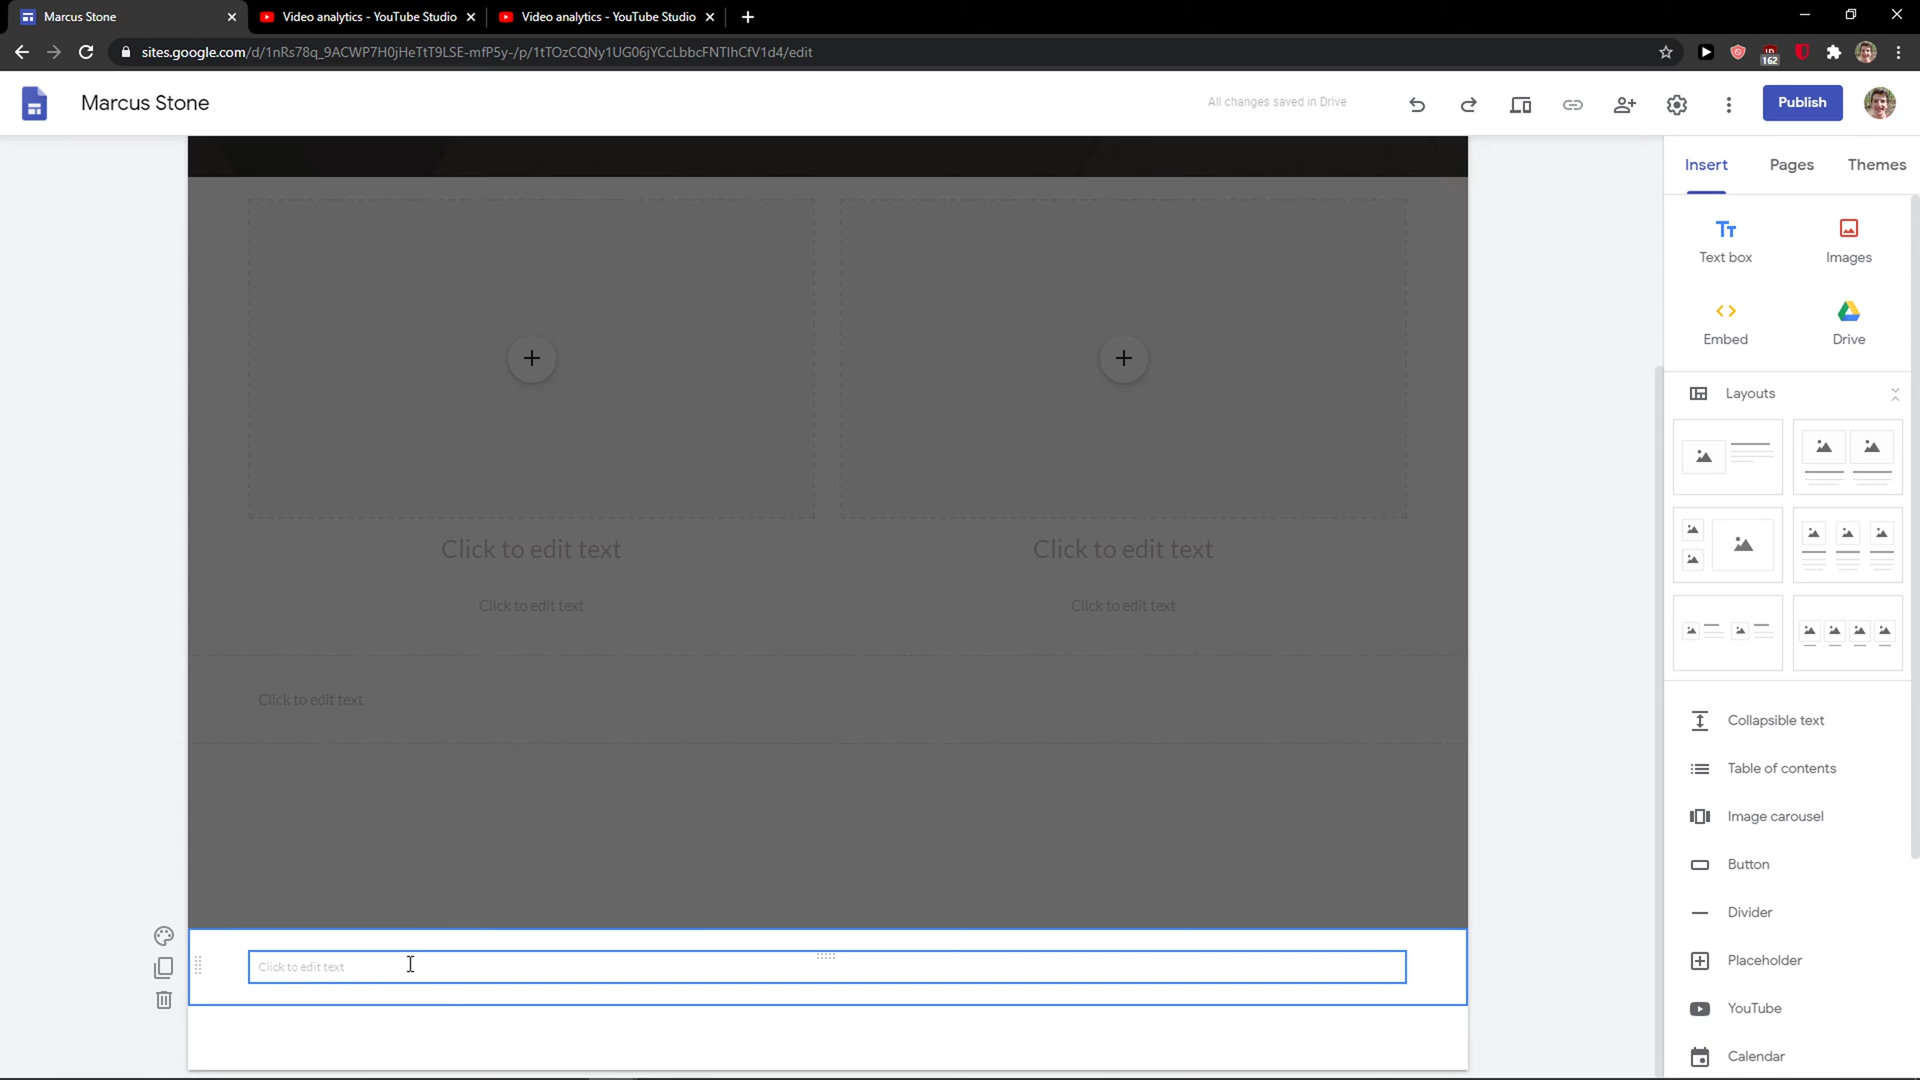 Marcus Stone
Video analytics - YouTube Studio
Video analytics - YouTube Studio
sites.google.com/d/1nRs78q_9ACWP7H0jHeTtT9LSE-mfP5y-/p/1tTOzCQNy1UG06jYCcLbbcFNTIhCfV1d4/edit
162
Marcus Stone
All changes saved in Drive
Publish
Insert
Pages
Themes
Text box
Images
Embed
Drive
Layouts
Click to edit text
Click to edit text
Click to edit text
Click to edit text
Click to edit text
Click to edit text
Collapsible text
Table of contents
Image carousel
Button
Divider
Placeholder
YouTube
Calendar